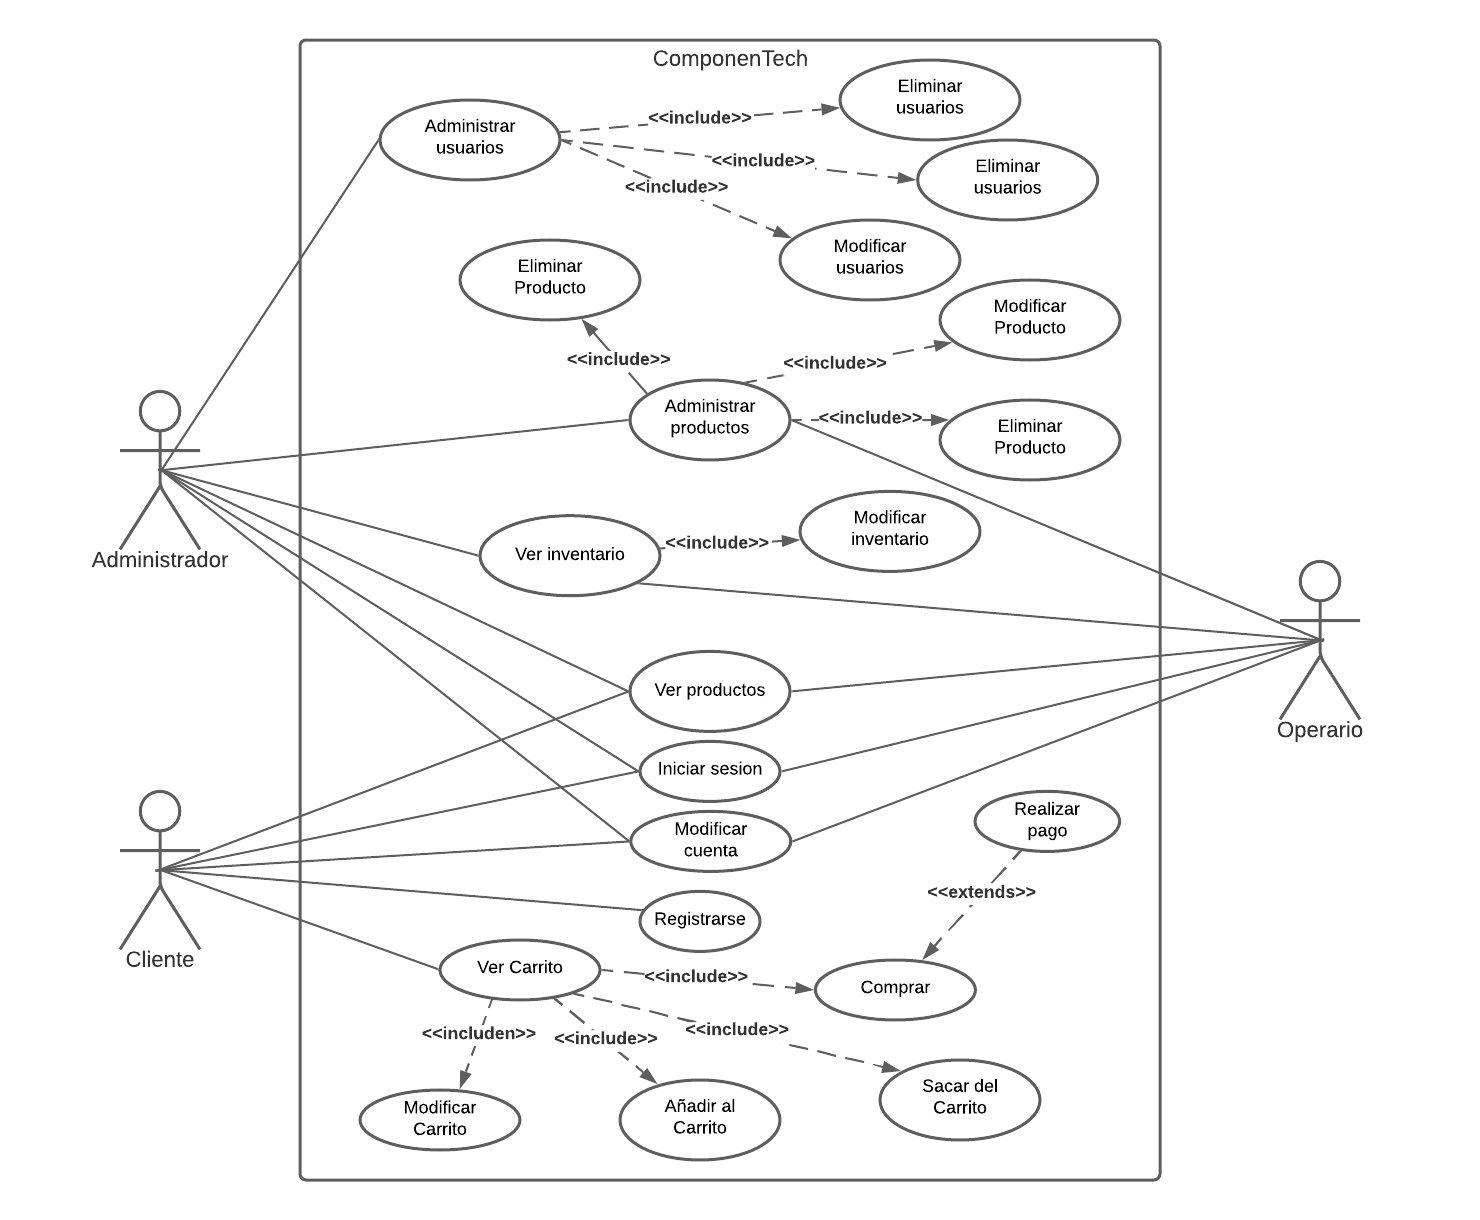 ComponenTech
Eliminar
usuarios
Administrar
usuarios
<<include>>
<<include>>
Eliminar
usuarios
<<include>>
Modificar
usuarios
Eliminar
Producto
Modificar
Producto
<<include>>
<<include>>
Administrar
productos
<<include>>
Eliminar
Producto
Administrador
Modificar
inventario
Ver inventario
<<include>>
Ver productos
Operario
Iniciar sesion
Realizar
pago
Modificar
cuenta
<<extends>>
Registrarse
Cliente
Ver Carrito
<<include>>
Comprar
<<includen>>
<<include>>
<<include>>
Sacar del
Carrito
Modificar
Carrito
Añadir al
Carrito